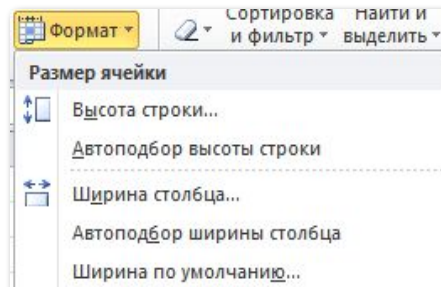 Формат
Сортировка и фильтр
Найти и выделить
Размер ячейки
Высота строки...
Автоподбор высоты строки
Ширина столбца...
Автоподбор ширины столбца
Ширина по умолчанию...